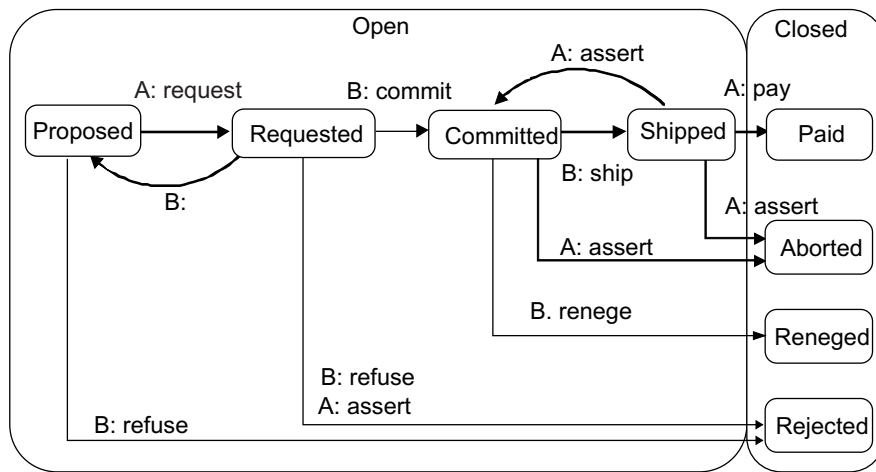 Open
Closed
A: assert
A: request
B: commit
A: pay
Proposed
Requested
Committed
Shipped
Paid
B:
B: ship
A: assert
A: assert
Aborted
B. renege
Reneged
B: refuse
A: assert
B: refuse
Rejected